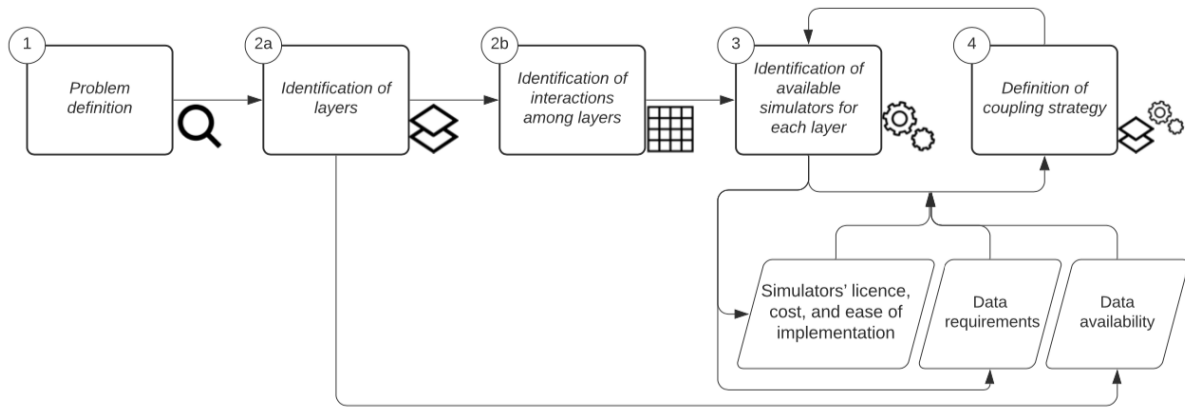 1
Problem
definition
2a
Identification of
layers
2b
Identification of
interactions
among layers
3
Identification of
available
simulators for
each layer
4
Definition of
coupling strategy
Simulators' licence,
cost, and ease of
implementation
Data
requirements
Data
availability